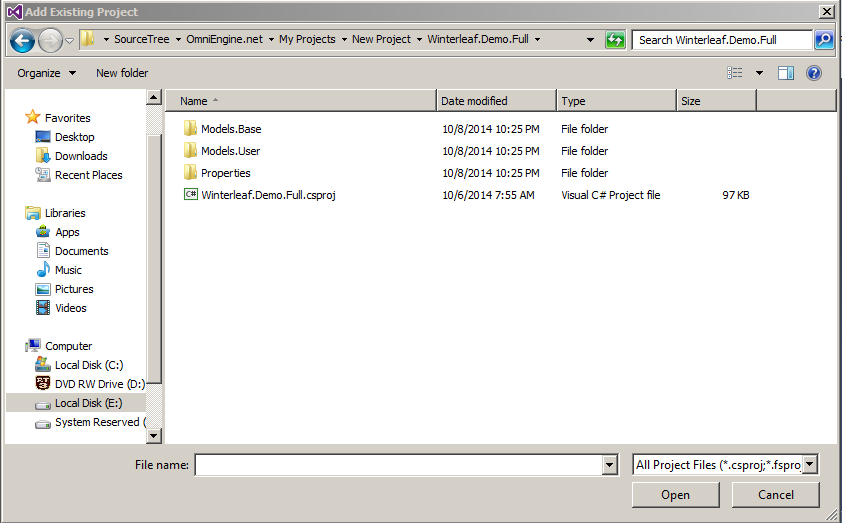 Add Existing Project
SourceTree OmniEngine.net My Projects New Project Winterleaf.Demo.Full Search Winterleaf.Demo.Full
Organize New folder
Name Date modified Type Size
Favorites
Desktop
Downloads
Recent Places
Libraries
Apps
Documents
Music
Pictures
Videos
Computer
Local Disk (C:)
DVD RW Drive (D:)
Local Disk (E:)
System Reserved (
Models.Base 10/8/2014 10:25 PM File folder
Models.User 10/8/2014 10:25 PM File folder
Properties 10/8/2014 10:25 PM File folder
C# Winterleaf.Demo.Full.csproj 10/6/2014 7:55 AM Visual C# Project file 97 KB
File name: All Project Files (*.csproj;*.fsproj
Open Cancel